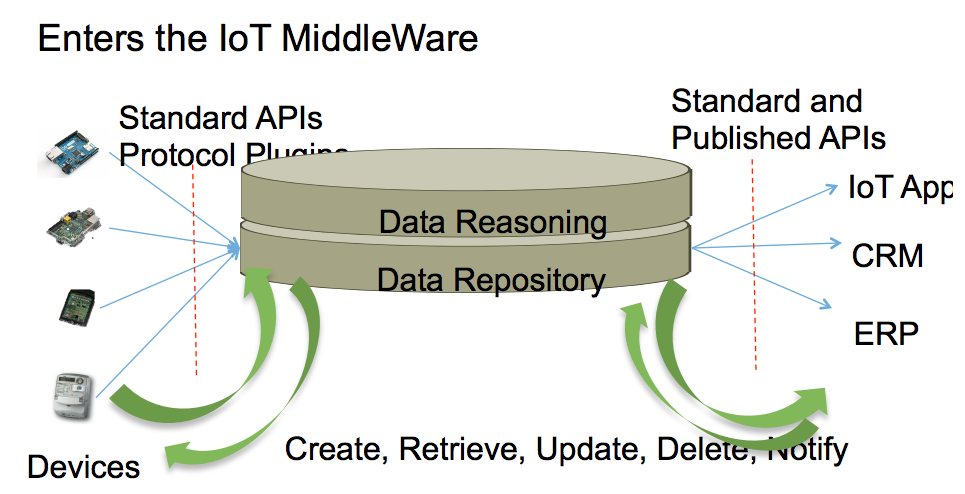 Enters the IoT MiddleWare
Standard APIs
Protocol Plugins
Standard and
Published APIs
Data Reasoning
Data Repository
IoT App
CRM
ERP
Create, Retrieve, Update, Delete, Notify
Devices